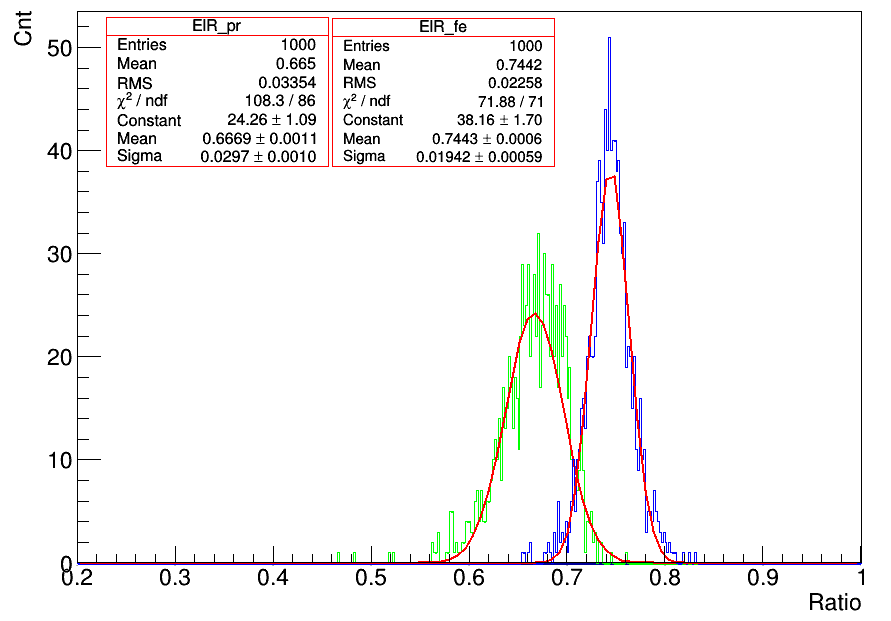 Cnt
EIR_pr
Entries 1000
Mean 0.665
RMS 0.03354
χ² / ndf 108.3 / 86
Constant 24.26 ± 1.09
Mean 0.6669 ± 0.0011
Sigma 0.0297 ± 0.0010
EIR_fe
Entries 1000
Mean 0.7442
RMS 0.02258
χ² / ndf 71.88 / 71
Constant 38.16 ± 1.70
Mean 0.7443 ± 0.0006
Sigma 0.01942 ± 0.00059
50
40
30
20
10
0
0.2 0.3 0.4 0.5 0.6 0.7 0.8 0.9 1
Ratio